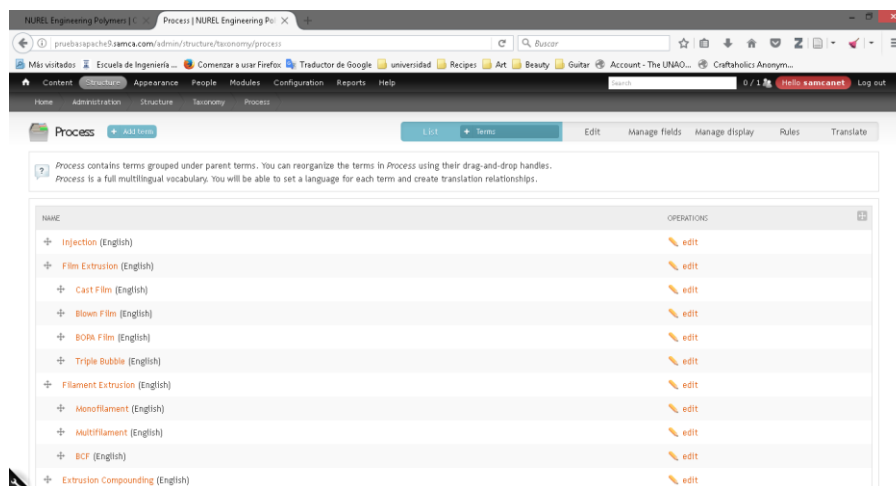 NUREL Engineering Polymers | C
Process | NUREL Engineering Pol
pruebasapache9.samca.com/admin/structure/taxonomy/process
Buscar
Más visitados Escuela de Ingeniería ... Comenzar a usar Firefox Traductor de Google universidad Recipes Art Beauty Guitar Account - The UNAO... Craftaholics Anonym...
Content Structure Appearance People Modules Configuration Reports Help Search 0 / 1 Hello samcanet Log out
Home Administration Structure Taxonomy Process
Process + Add term List + Terms Edit Manage fields Manage display Rules Translate
? Process contains terms grouped under parent terms. You can reorganize the terms in Process using their drag-and-drop handles.
Process is a full multilingual vocabulary. You will be able to set a language for each term and create translation relationships.
NAME OPERATIONS
Injection (English) edit
Film Extrusion (English) edit
Cast Film (English) edit
Blown Film (English) edit
BOPA Film (English) edit
Triple Bubble (English) edit
Filament Extrusion (English) edit
Monofilament (English) edit
Multifilament (English) edit
BCF (English) edit
Extrusion Compounding (English) edit